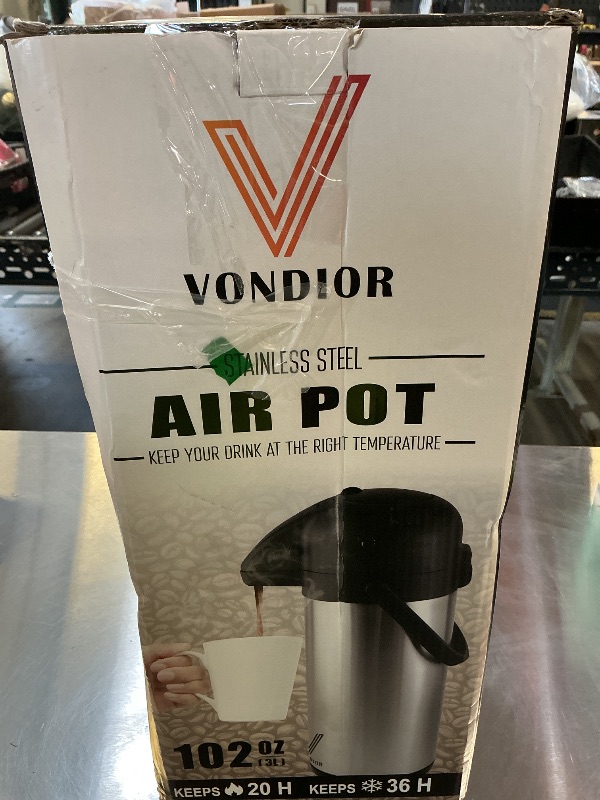 VONDIOR
STAINLESS STEEL
AIR POT
KEEP YOUR DRINK AT THE RIGHT TEMPERATURE
102 OZ
(3L)
KEEPS 20 H KEEPS 36 H